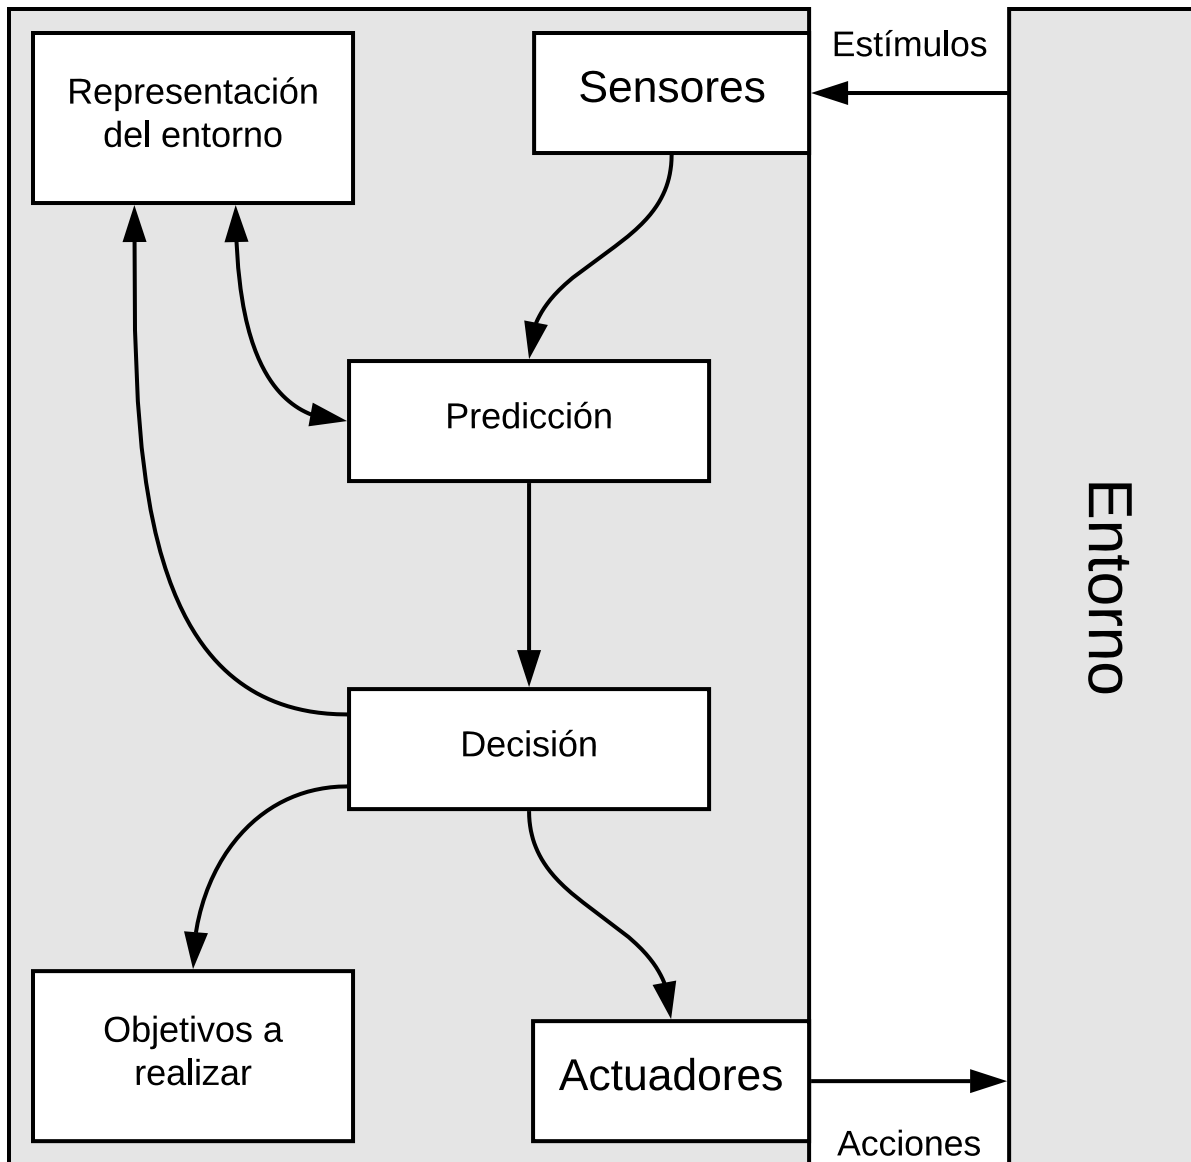 Representación
del entorno
Sensores
Estímulos
Predicción
Entorno
Decisión
Objetivos a
realizar
Actuadores
Acciones